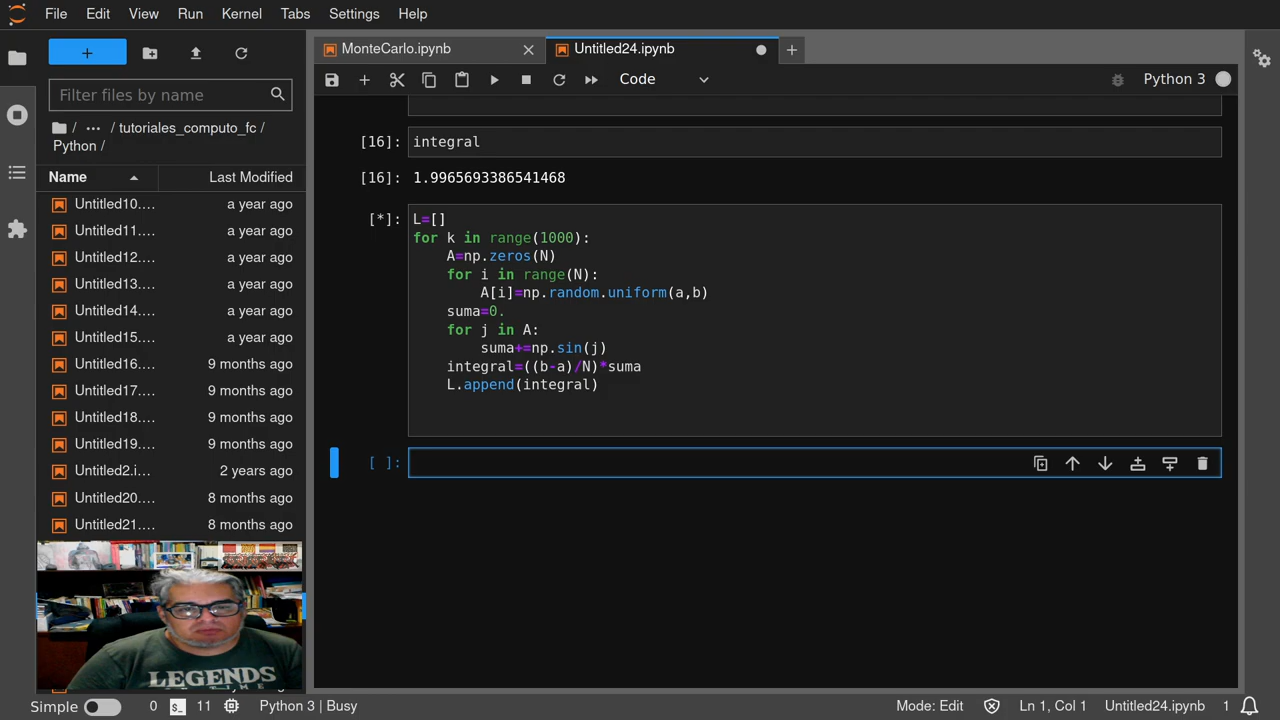 File Edit View Run Kernel Tabs Settings Help
MonteCarlo.ipynb
Untitled24.ipynb
Code
Python 3
Filter files by name
/ ... / tutoriales_computo_fc /
Python /
Name Last Modified
Untitled10.... a year ago
Untitled11.... a year ago
Untitled12.... a year ago
Untitled13.... a year ago
Untitled14.... a year ago
Untitled15.... a year ago
Untitled16.... 9 months ago
Untitled17.... 9 months ago
Untitled18.... 9 months ago
Untitled19.... 9 months ago
Untitled2.i... 2 years ago
Untitled20.... 8 months ago
Untitled21.... 8 months ago
[16]: integral
[16]: 1.9965693386541468
[*]: L=[]
for k in range(1000):
    A=np.zeros(N)
    for i in range(N):
        A[i]=np.random.uniform(a,b)
    suma=0.
    for j in A:
        suma+=np.sin(j)
    integral=((b-a)/N)*suma
    L.append(integral)
[ ]:
LEGENDS
Simple 0 11 Python 3 | Busy Mode: Edit Ln 1, Col 1 Untitled24.ipynb 1